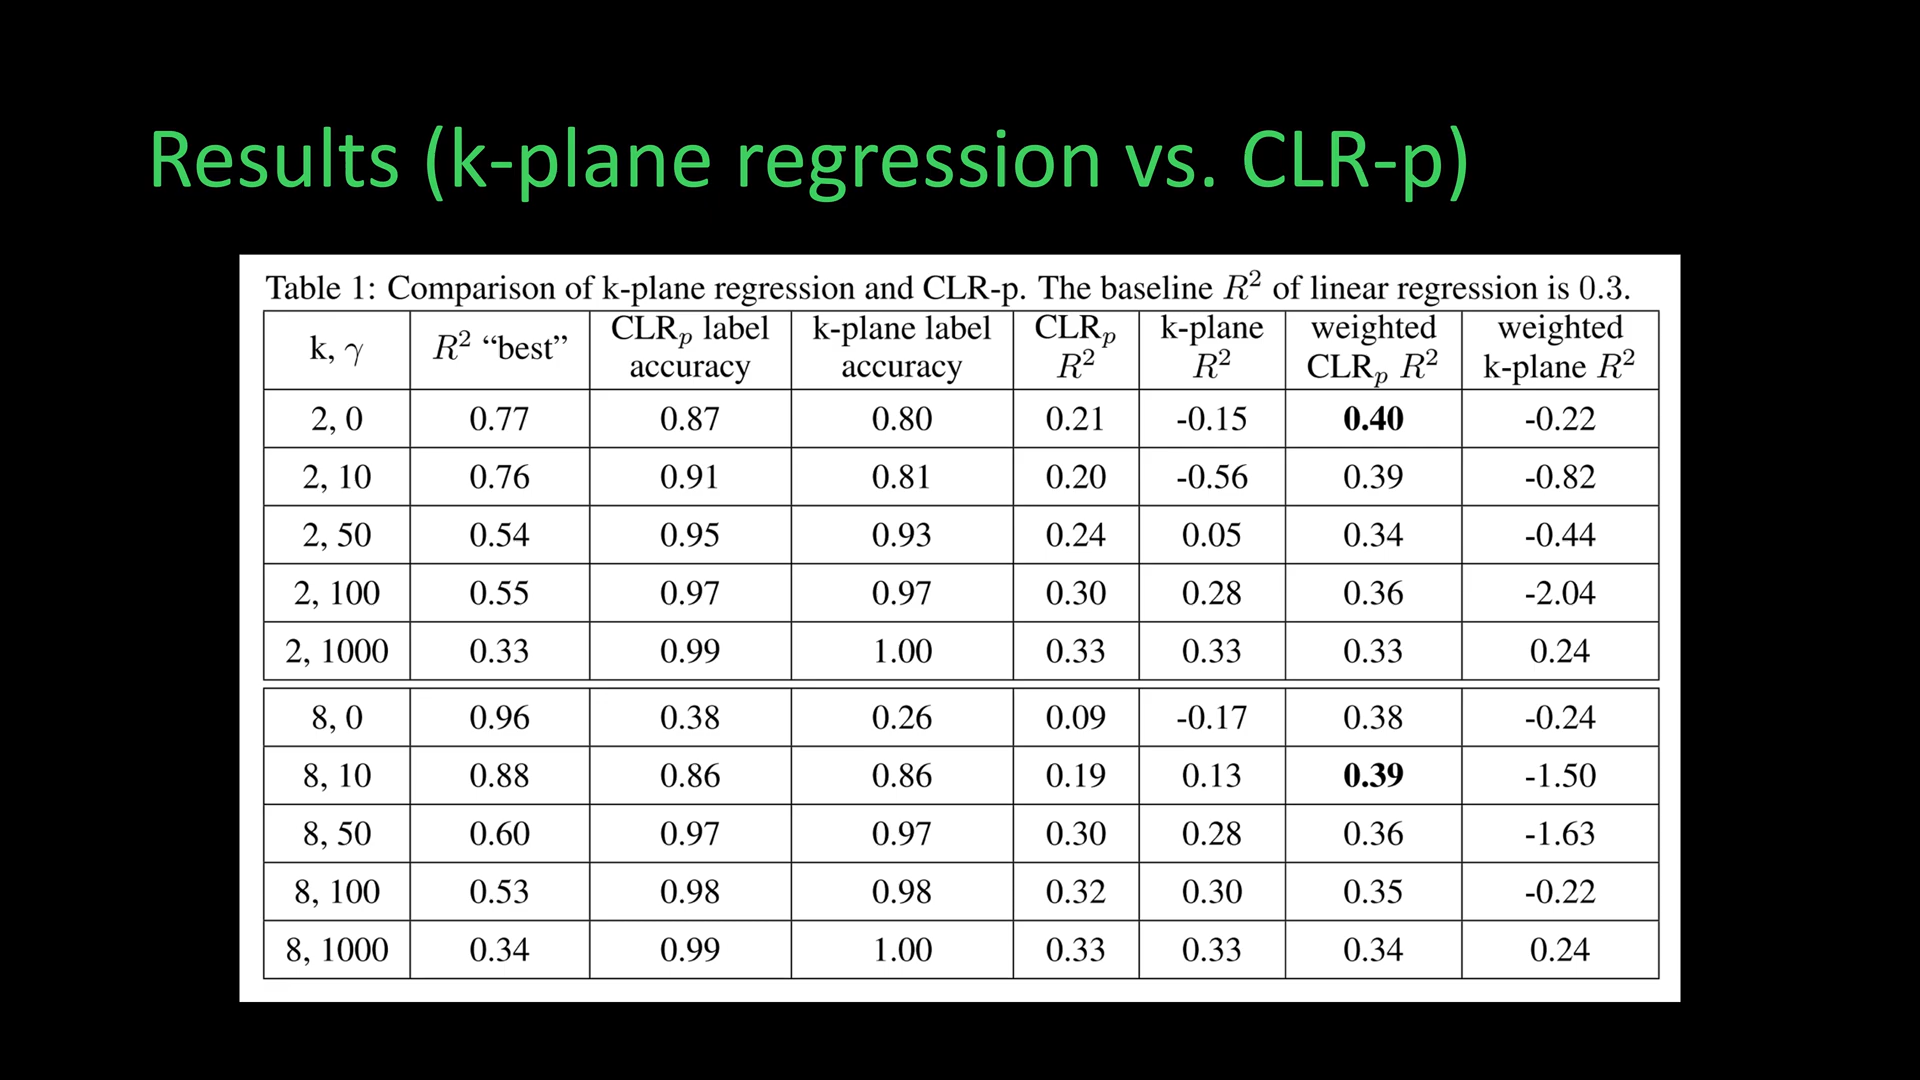 Results (k-plane regression vs. CLR-p)
Table 1: Comparison of k-plane regression and CLR-p. The baseline R² of linear regression is 0.3.
k, γ R² “best” CLRₚ label accuracy k-plane label accuracy CLRₚ R² k-plane R² weighted CLRₚ R² weighted k-plane R²
2, 0 0.77 0.87 0.80 0.21 -0.15 0.40 -0.22
2, 10 0.76 0.91 0.81 0.20 -0.56 0.39 -0.82
2, 50 0.54 0.95 0.93 0.24 0.05 0.34 -0.44
2, 100 0.55 0.97 0.97 0.30 0.28 0.36 -2.04
2, 1000 0.33 0.99 1.00 0.33 0.33 0.33 0.24
8, 0 0.96 0.38 0.26 0.09 -0.17 0.38 -0.24
8, 10 0.88 0.86 0.86 0.19 0.13 0.39 -1.50
8, 50 0.60 0.97 0.97 0.30 0.28 0.36 -1.63
8, 100 0.53 0.98 0.98 0.32 0.30 0.35 -0.22
8, 1000 0.34 0.99 1.00 0.33 0.33 0.34 0.24